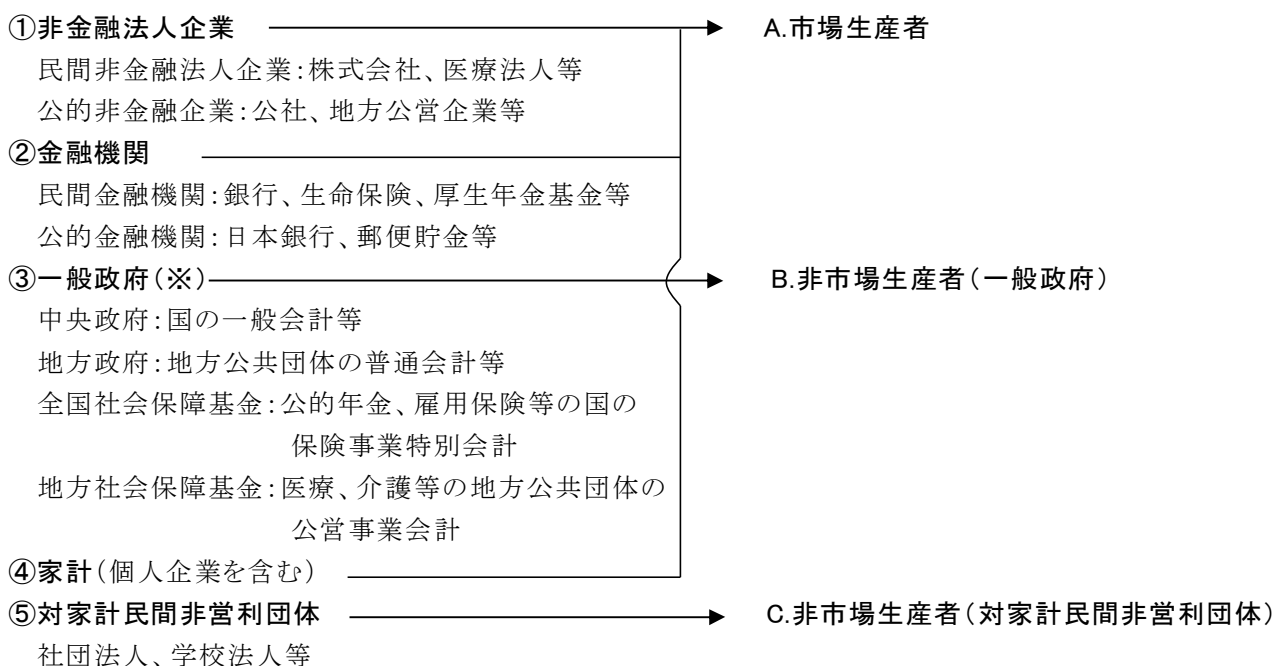 ①非金融法人企業 A.市場生産者
民間非金融法人企業:株式会社、医療法人等
公的非金融企業:公社、地方公営企業等
②金融機関
民間金融機関:銀行、生命保険、厚生年金基金等
公的金融機関:日本銀行、郵便貯金等
③一般政府(※) B.非市場生産者(一般政府)
中央政府:国の一般会計等
地方政府:地方公共団体の普通会計等
全国社会保障基金:公的年金、雇用保険等の国の
保険事業特別会計
地方社会保障基金:医療、介護等の地方公共団体の
公営事業会計
④家計(個人企業を含む)
⑤対家計民間非営利団体 C.非市場生産者(対家計民間非営利団体)
社団法人、学校法人等